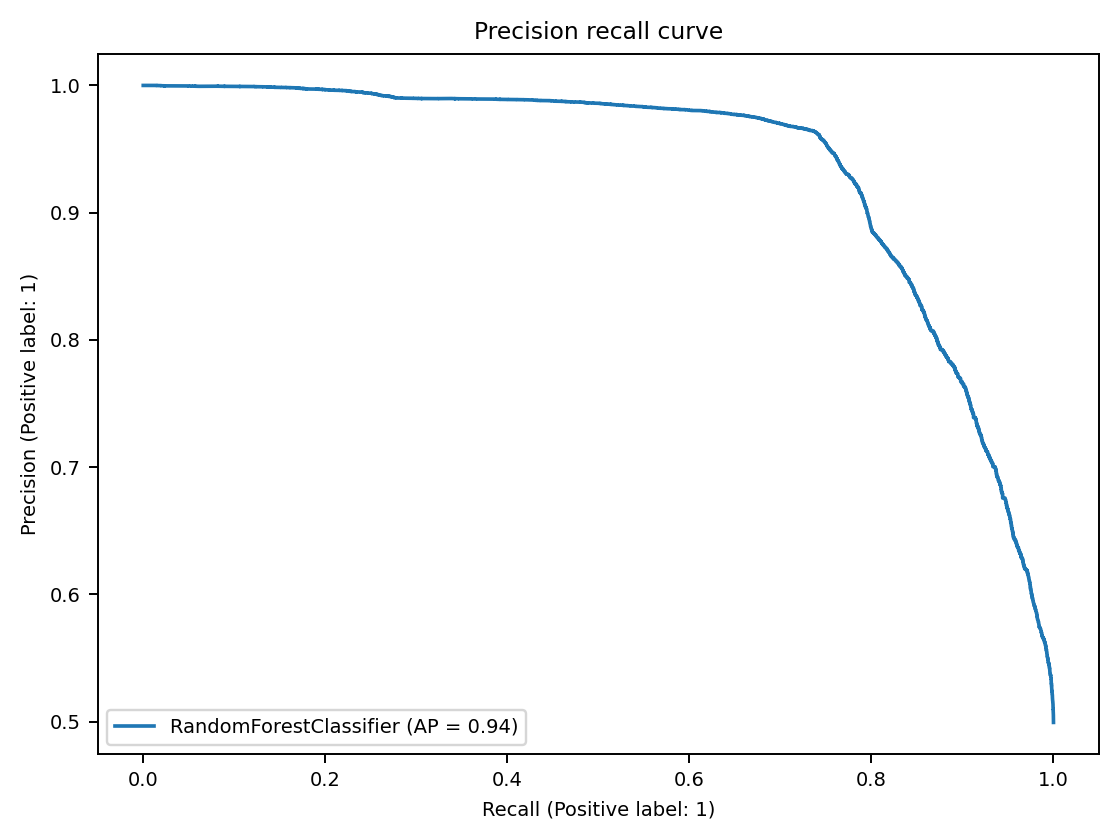 Precision recall curve
1.0
0.9
0.8
0.7
0.6
0.5
Precision (Positive label: 1)
RandomForestClassifier (AP = 0.94)
0.0 0.2 0.4 0.6 0.8 1.0
Recall (Positive label: 1)